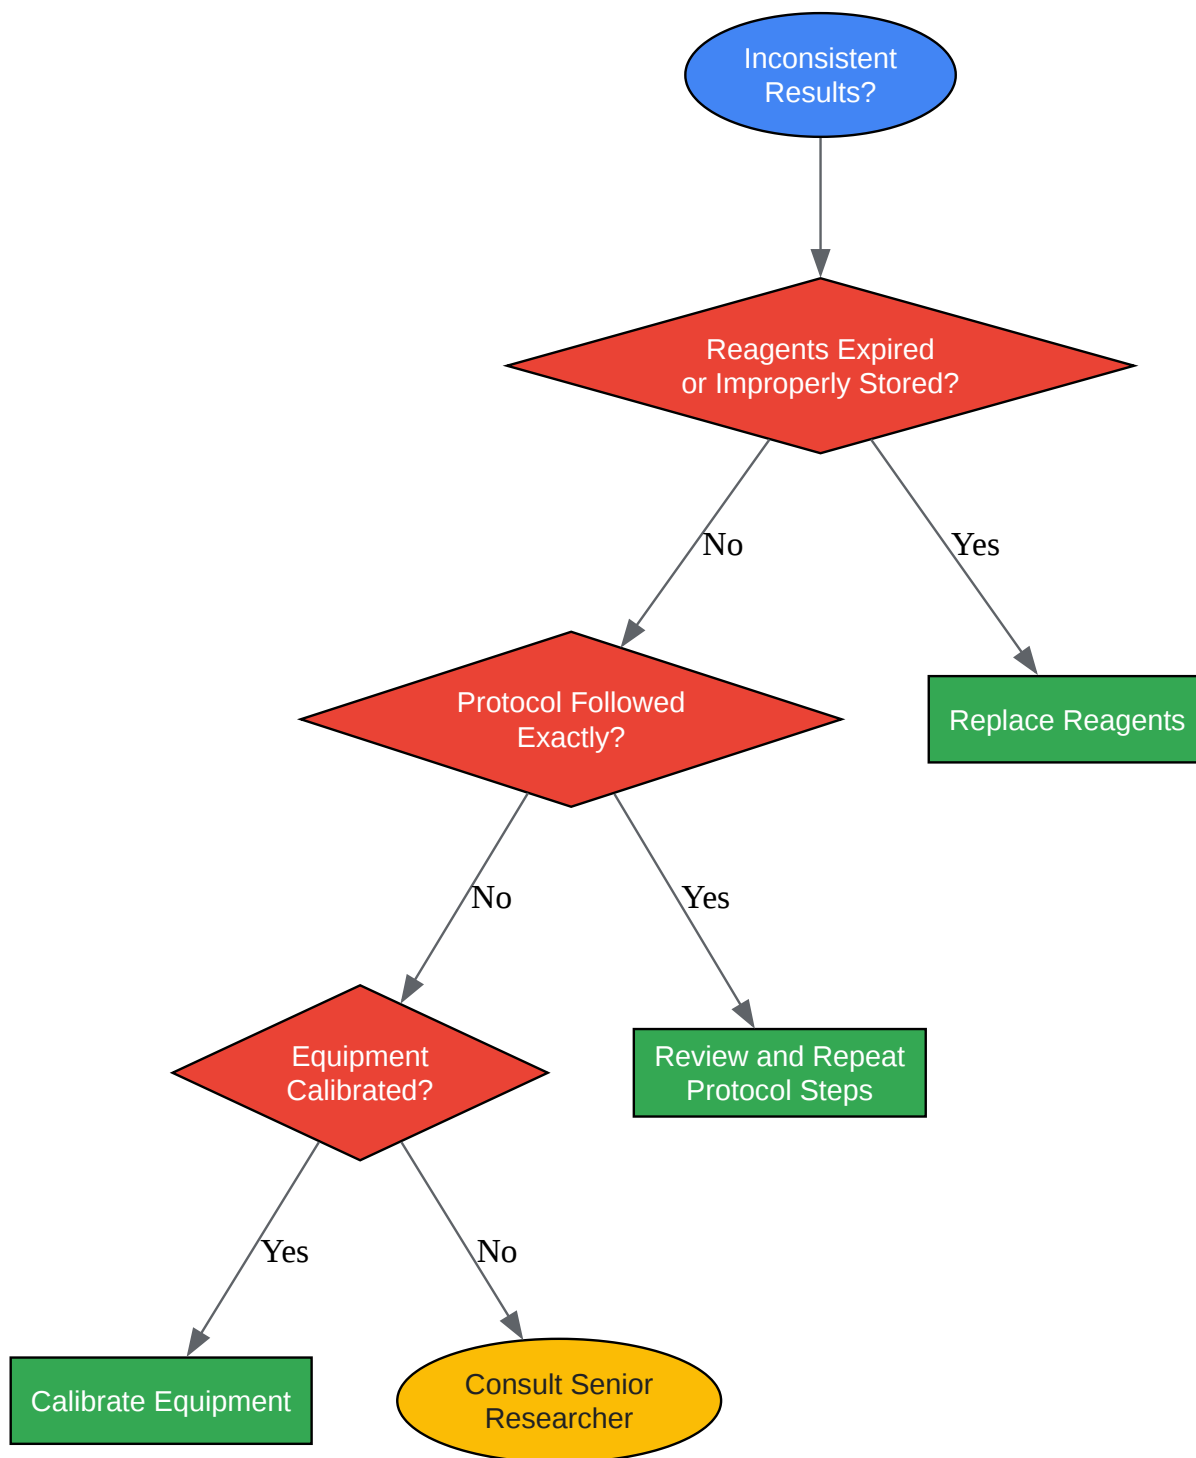 Inconsistent
Results?
Reagents Expired
or Improperly Stored?
No
Yes
Protocol Followed
Exactly?
Replace Reagents
No
Yes
Equipment
Calibrated?
Review and Repeat
Protocol Steps
Yes
No
Calibrate Equipment
Consult Senior
Researcher